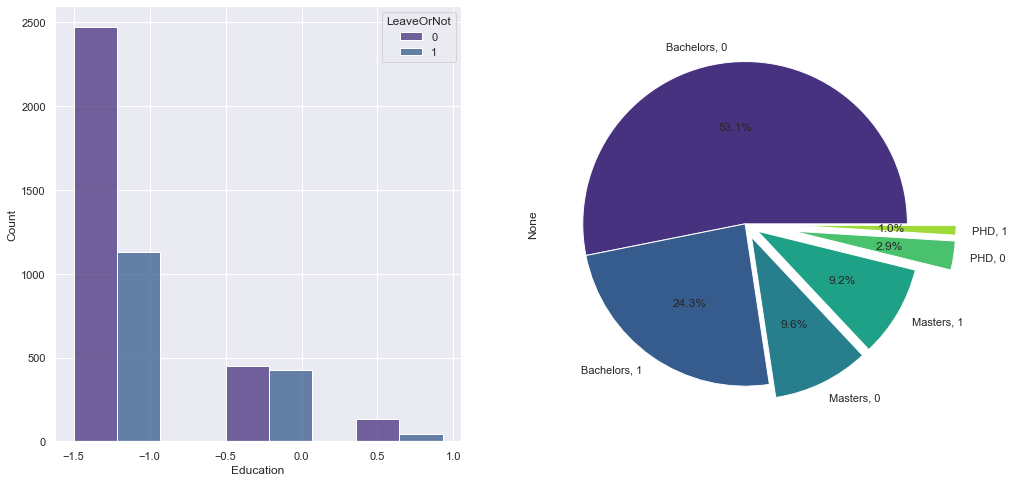 LeaveOrNot
0
1
2500
2000
1500
1000
500
0
Count
−1.5
−1.0
−0.5
0.0
0.5
1.0
Education
Bachelors, 0
53.1%
None
1.0%
PHD, 1
2.9%
PHD, 0
9.2%
24.3%
9.6%
Masters, 1
Bachelors, 1
Masters, 0